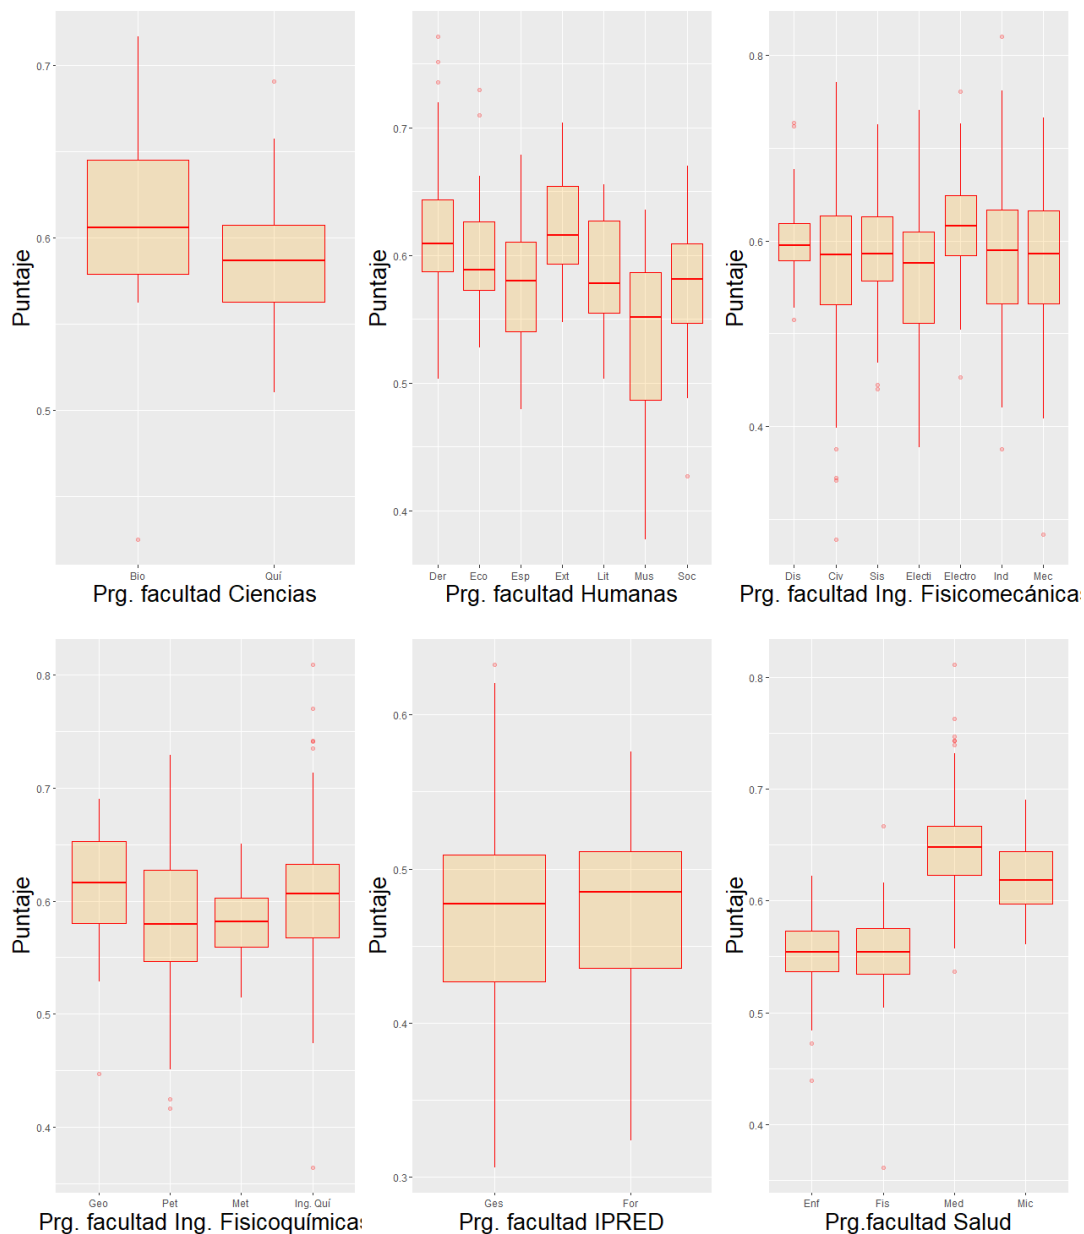 Puntaje
0.7
0.6
0.5
Bio Quí
Prg. facultad Ciencias
Puntaje
0.7
0.6
0.5
0.4
Der Eco Esp Ext Lit Mus Soc
Prg. facultad Humanas
Puntaje
0.8
0.6
0.4
Dis Civ Sis Electi Electro Ind Mec
Prg. facultad Ing. Fisicomecánicas
Puntaje
0.8
0.7
0.6
0.5
0.4
Geo Pet Met Ing. Quí
Prg. facultad Ing. Fisicoquímicas
Puntaje
0.6
0.5
0.4
0.3
Ges For
Prg. facultad IPRED
Puntaje
0.8
0.7
0.6
0.5
0.4
Enf Fis Med Mic
Prg.facultad Salud